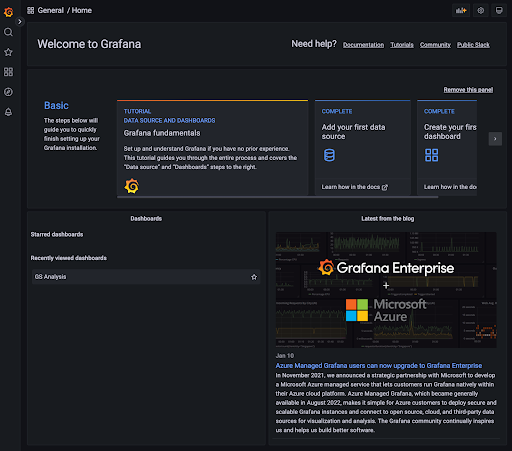 General / Home
Welcome to Grafana
Need help?
Documentation
Tutorials
Community
Public Slack
Remove this panel
Basic
The steps below will
guide you to quickly
finish setting up your
Grafana installation.
TUTORIAL
DATA SOURCE AND DASHBOARDS
Grafana fundamentals
Set up and understand Grafana if you have no prior experience.
This tutorial guides you through the entire process and covers the
"Data source" and "Dashboards" steps to the right.
COMPLETE
Add your first data
source
Learn how in the docs
COMPLETE
Create your firs
dashboard
Learn how in the do
Dashboards
Starred dashboards
Recently viewed dashboards
GS Analysis
Latest from the blog
Grafana Enterprise
+
Microsoft
Azure
Jan 10
Azure Managed Grafana users can now upgrade to Grafana Enterprise
In November 2021, we announced a strategic partnership with Microsoft to develop
a Microsoft Azure managed service that lets customers run Grafana natively within
their Azure cloud platform. Azure Managed Grafana, which became generally
available in August 2022, makes it simple for Azure customers to deploy secure and
scalable Grafana instances and connect to open source, cloud, and third-party data
sources for visualization and analysis. The Grafana community continually inspires
us and helps us build better software.